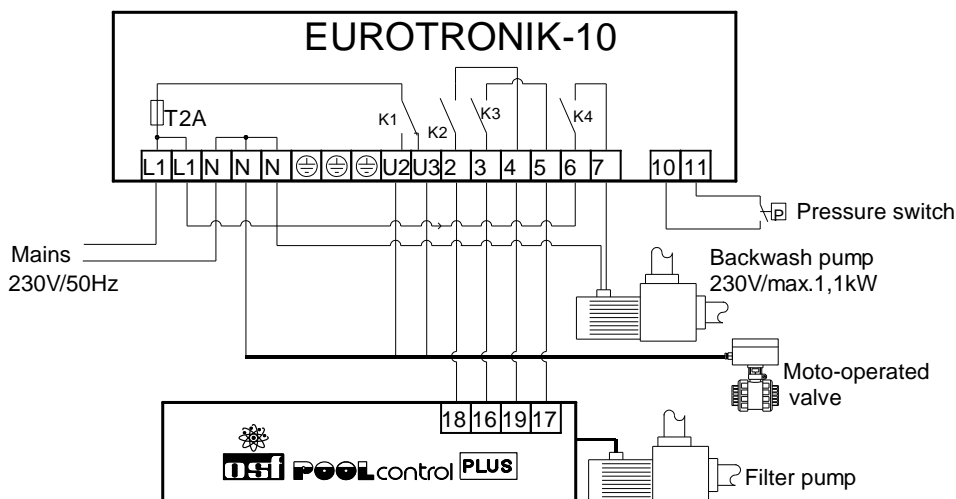 EUROTRONIK-10
T2A
K1
K2
K3
K4
L1 L1 N N N U2 U3 2 3 4 5 6 7 10 11
P
Pressure switch
Mains
230V/50Hz
Backwash pump
230V/max.1,1kW
Moto-operated
valve
18 16 19 17
osf POOLcontrol PLUS
Filter pump